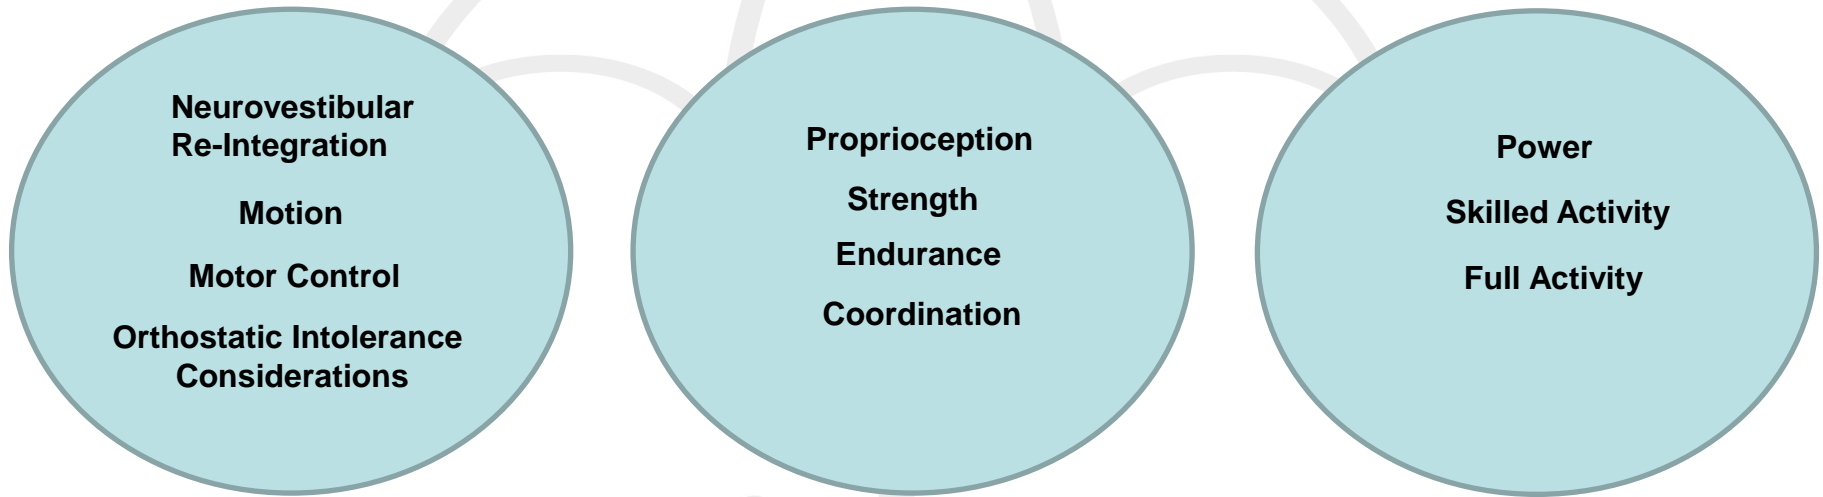 Neurovestibular
Re-Integration
Motion
Motor Control
Orthostatic Intolerance
Considerations
Proprioception
Strength
Endurance
Coordination
Power
Skilled Activity
Full Activity